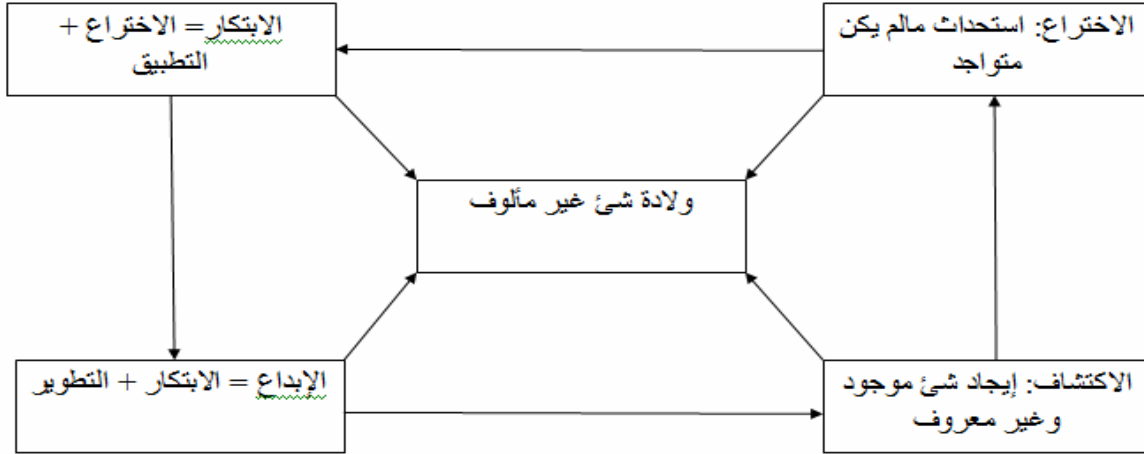 الاختراع: استحداث مالم يكن
متواجد
الابتكار= الاختراع +
التطبيق
ولادة شئ غير مألوف
الاكتشاف: إيجاد شئ موجود
وغير معروف
الإبداع = الابتكار + التطوير